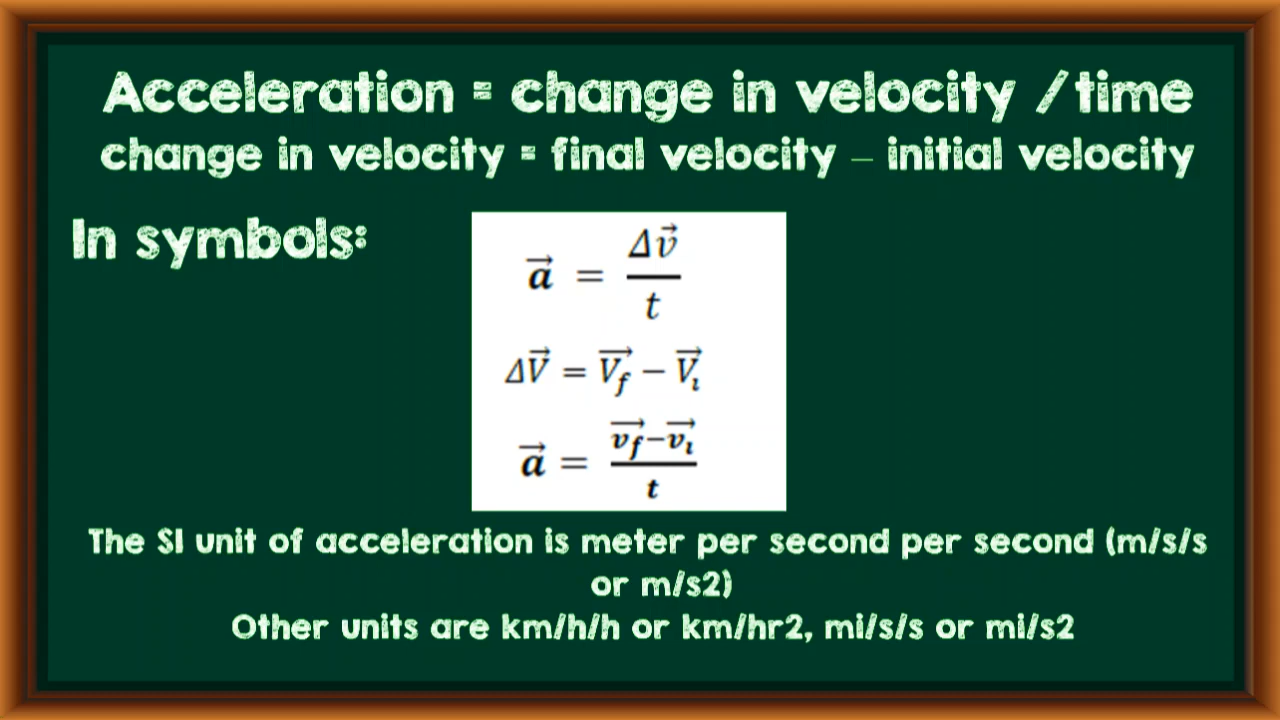 Acceleration = change in velocity /time
change in velocity = final velocity – initial velocity
In symbols:
a⃗ = Δv⃗ / t
ΔV⃗ = V⃗f − V⃗ı
a⃗ = v⃗f−v⃗ı / t
The SI unit of acceleration is meter per second per second (m/s/s
or m/s2)
Other units are km/h/h or km/hr2, mi/s/s or mi/s2